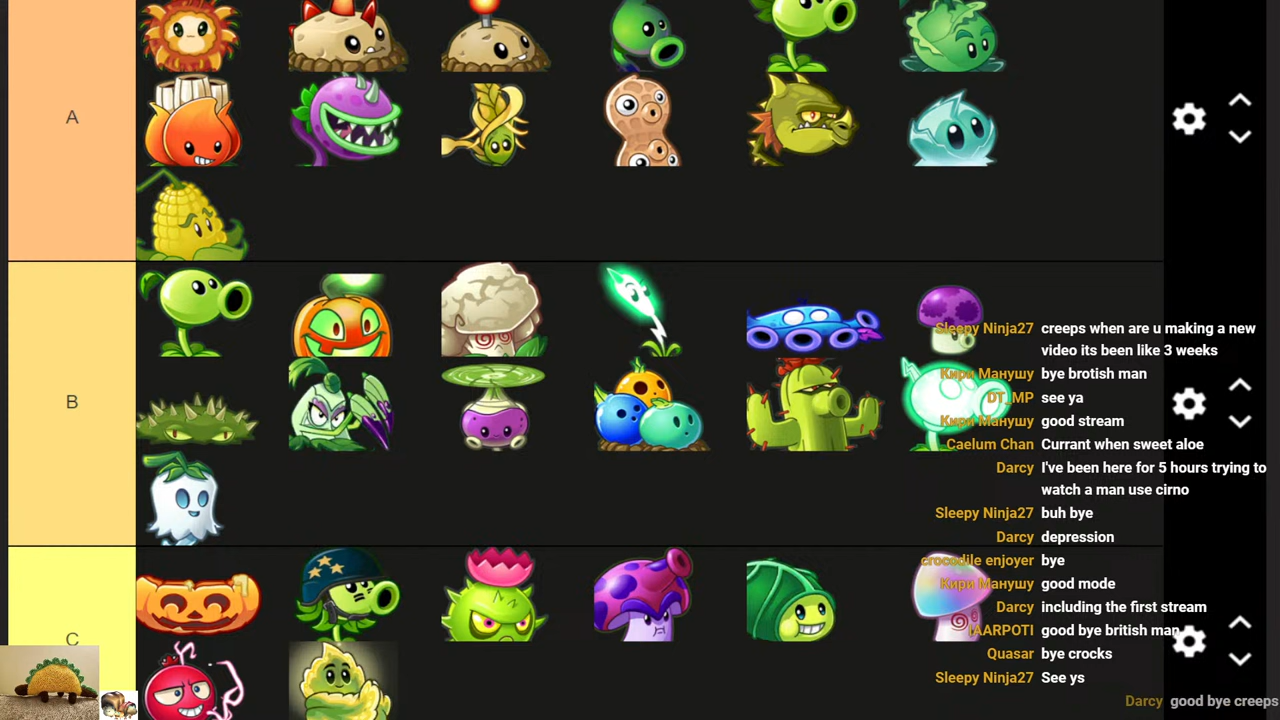 A
B
C
Sleepy Ninja27 creeps when are u making a new
video its been like 3 weeks
Кири Манушу bye brotish man
DT_MP see ya
Кири Манушу good stream
Caelum Chan Currant when sweet aloe
Darcy I've been here for 5 hours trying to
watch a man use cirno
Sleepy Ninja27 buh bye
Darcy depression
crocodile enjoyer bye
Кири Манушу good mode
Darcy including the first stream
good bye british man
Quasar bye crocks
Sleepy Ninja27 See ys
Darcy good bye creeps